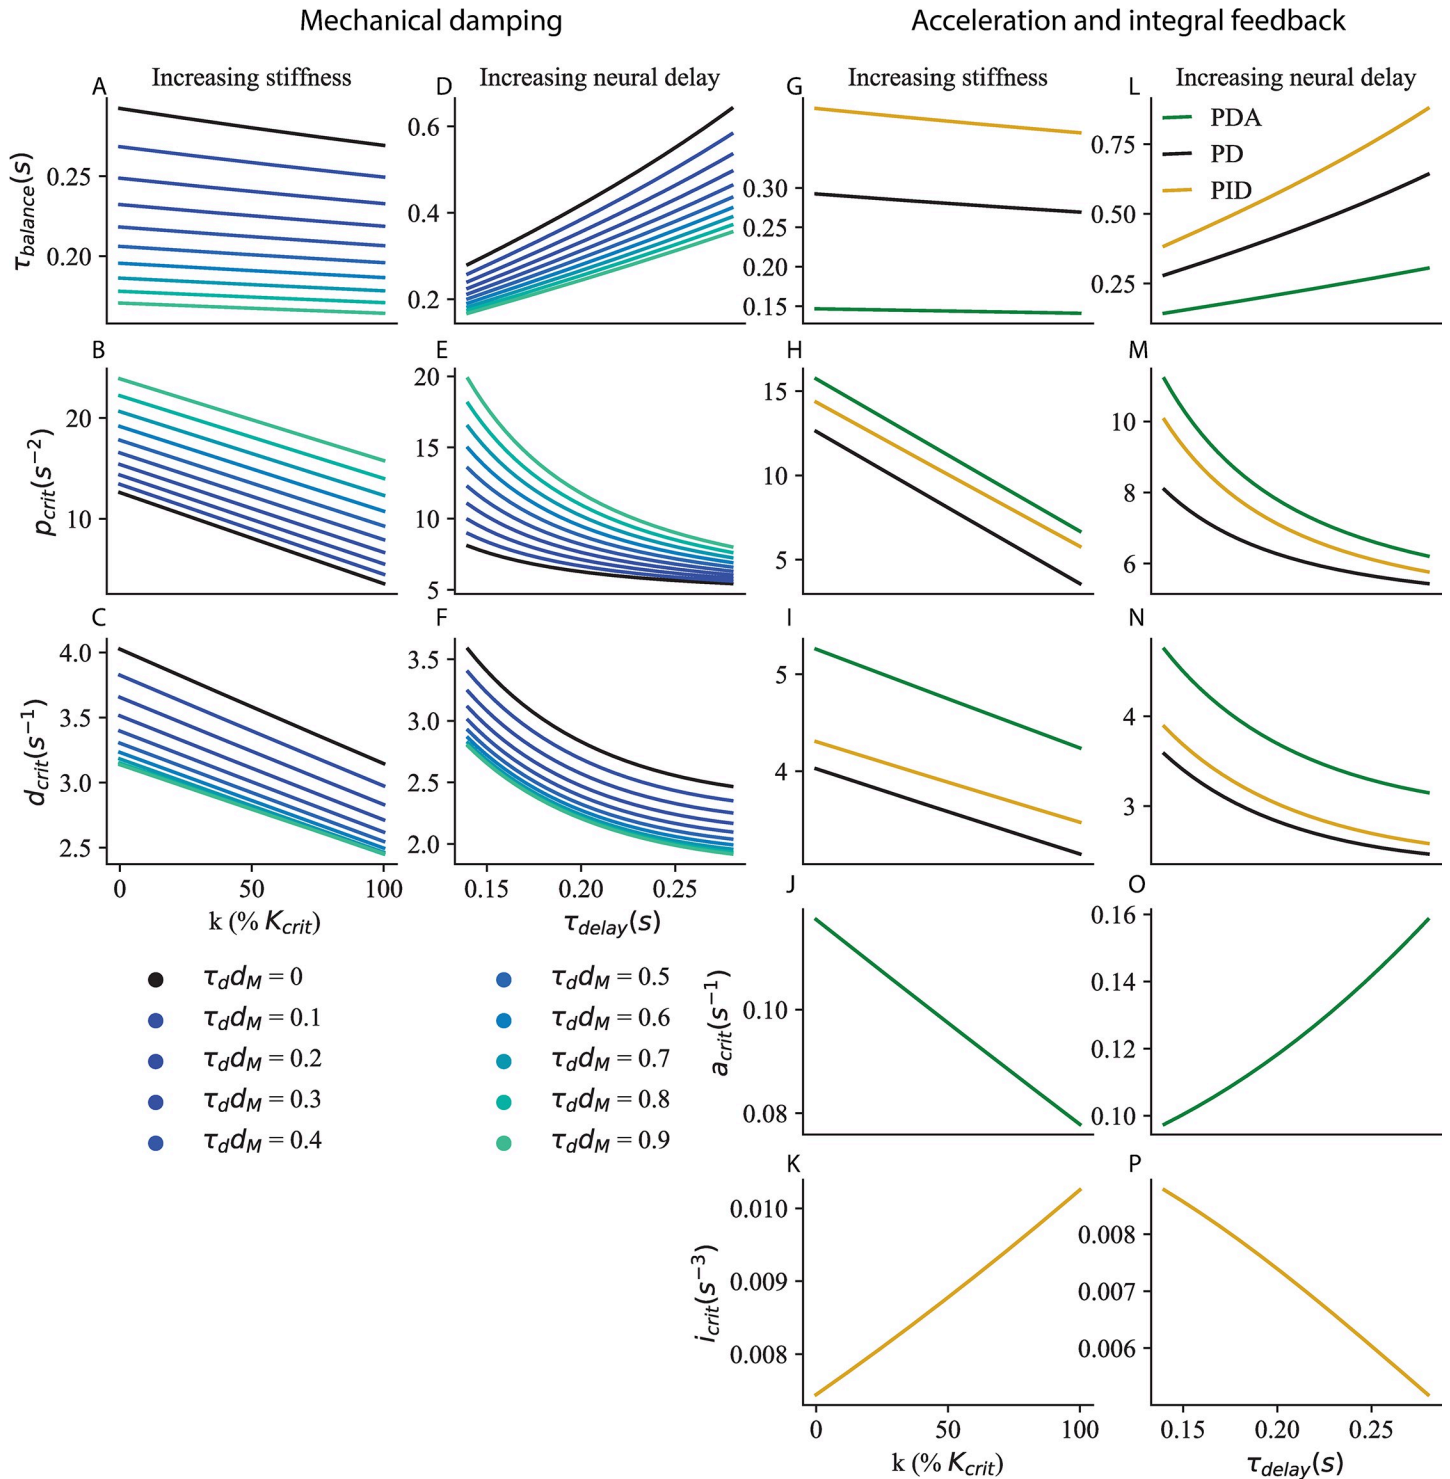 Mechanical damping
Acceleration and integral feedback
A
Increasing stiffness
D
Increasing neural delay
G
Increasing stiffness
L
Increasing neural delay
τbalance(s)
0.25
0.20
0.6
0.4
0.2
0.30
0.25
0.20
0.15
0.75
0.50
0.25
PDA
PD
PID
B
E
H
M
pcrit(s−2)
20
10
20
15
10
5
15
10
5
10
8
6
C
F
I
N
dcrit(s−1)
4.0
3.5
3.0
2.5
3.5
3.0
2.5
2.0
5
4
4
3
0 50 100
k (% Kcrit)
0.15 0.20 0.25
τdelay(s)
J
O
acrit(s−1)
0.10
0.08
0.16
0.14
0.12
0.10
τddM = 0
τddM = 0.1
τddM = 0.2
τddM = 0.3
τddM = 0.4
τddM = 0.5
τddM = 0.6
τddM = 0.7
τddM = 0.8
τddM = 0.9
K
P
icrit(s−3)
0.010
0.009
0.008
0.008
0.007
0.006
0 50 100
k (% Kcrit)
0.15 0.20 0.25
τdelay(s)